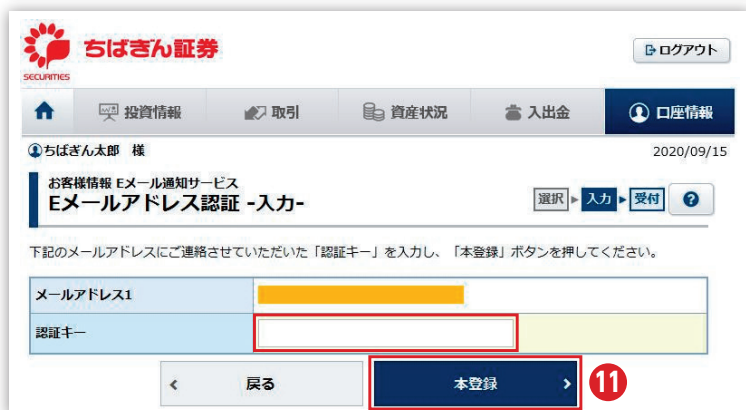 ちばぎん証券
SECURITIES
ログアウト
投資情報 取引 資産状況 入出金 口座情報
ちばぎん太郎 様 2020/09/15
お客様情報 Eメール通知サービス
Eメールアドレス認証 -入力-
選択 入力 受付 ?
下記のメールアドレスにご連絡させていただいた「認証キー」を入力し、「本登録」ボタンを押してください。
メールアドレス1
認証キー
戻る 本登録 11